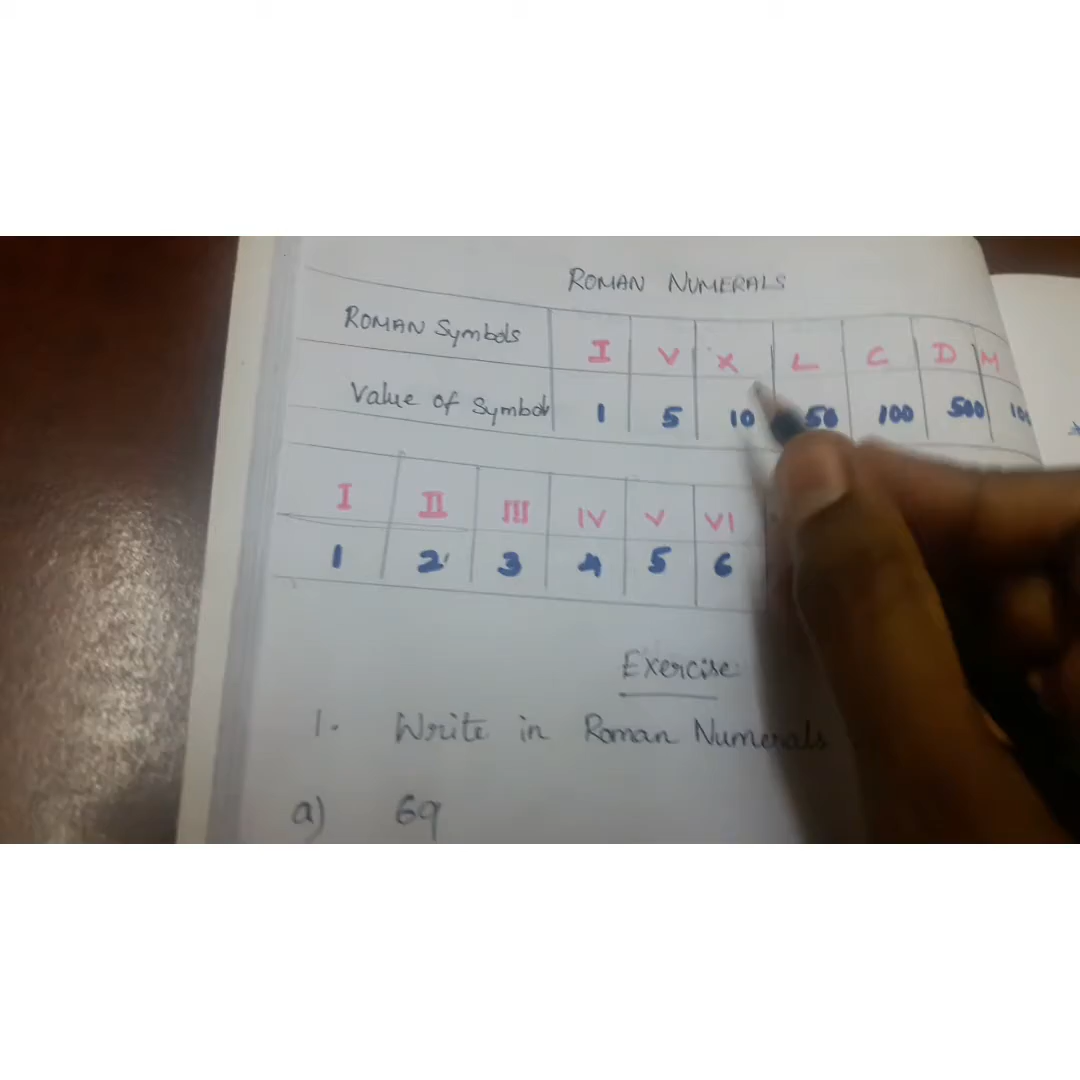 ROMAN NUMERALS
ROMAN Symbols I V X L C D M
Value of Symbol 1 5 10 50 100 500
I II III IV V VI
1 2 3 4 5 6
Exercise
1. Write in Roman Numerals
a) 69